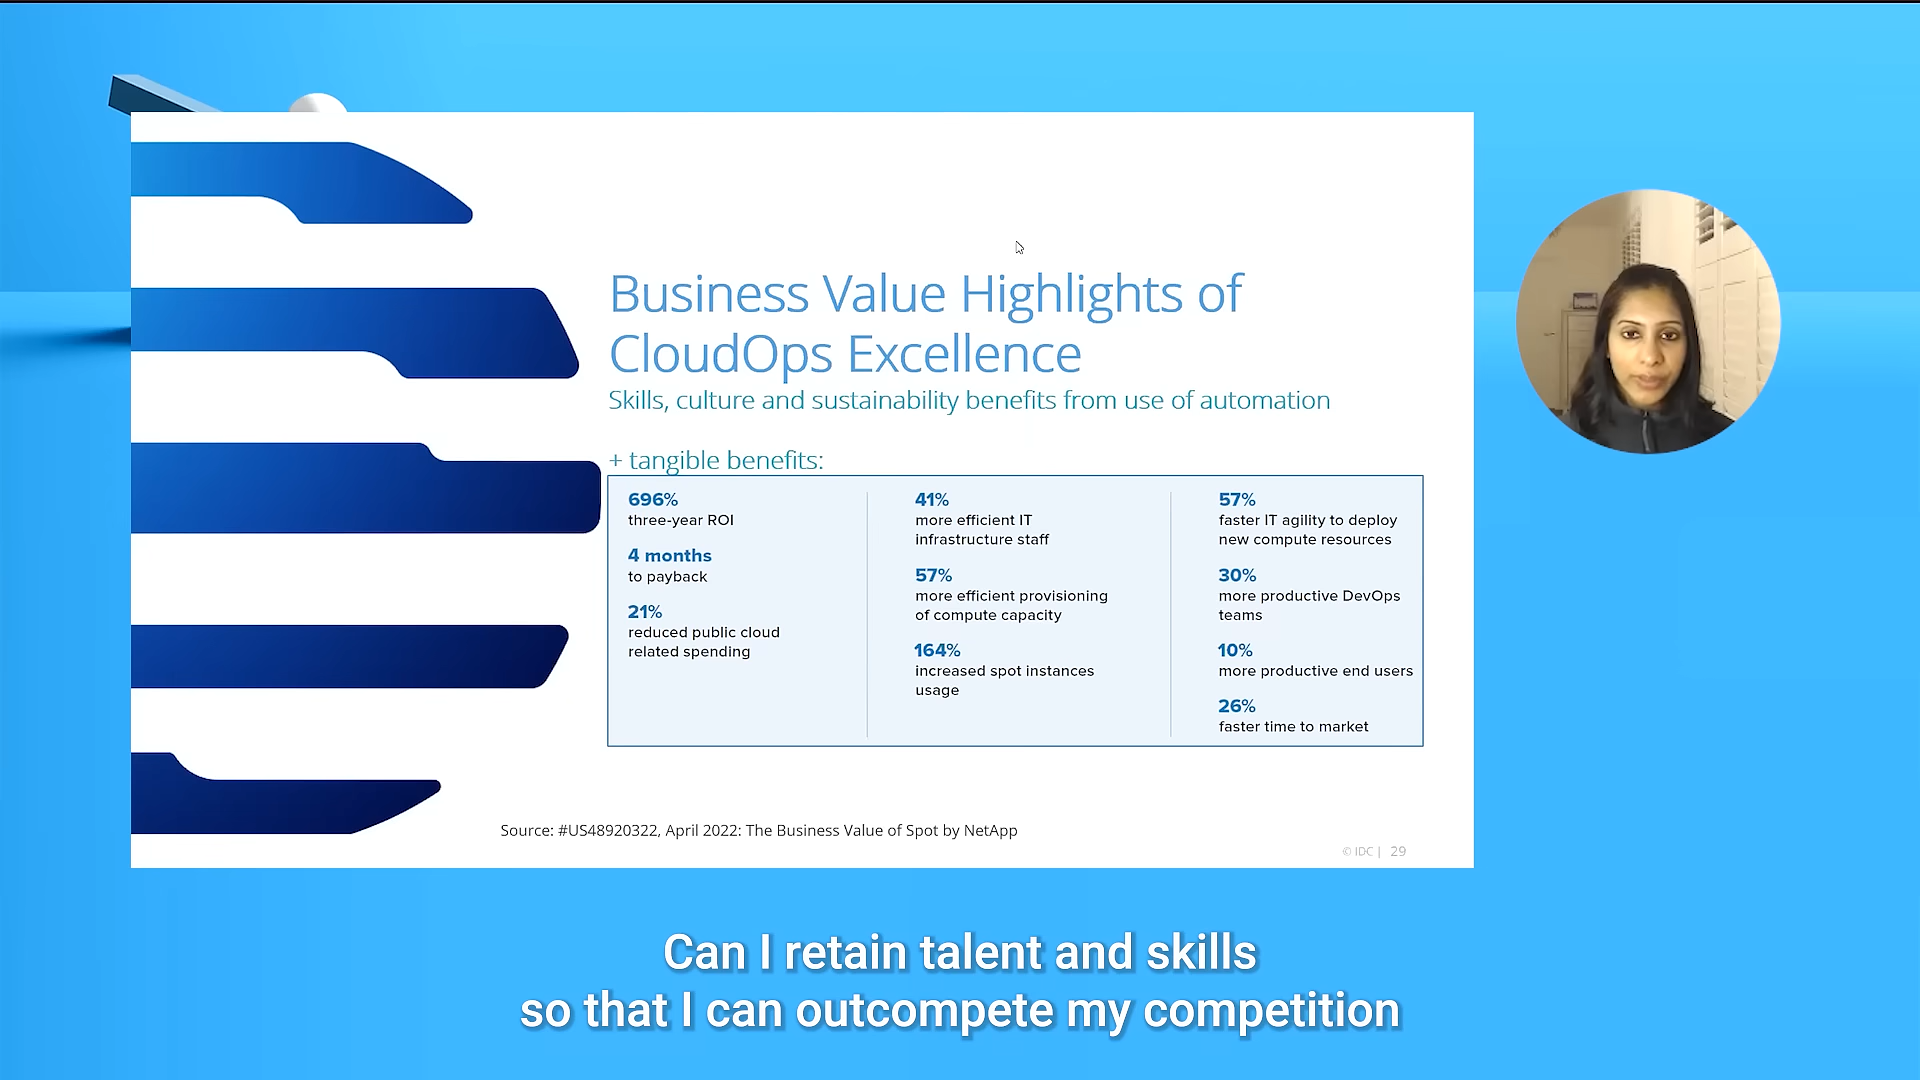 Business Value Highlights of
CloudOps Excellence
Skills, culture and sustainability benefits from use of automation
+ tangible benefits:
696%
three-year ROI
4 months
to payback
21%
reduced public cloud
related spending
41%
more efficient IT
infrastructure staff
57%
more efficient provisioning
of compute capacity
164%
increased spot instances
usage
57%
faster IT agility to deploy
new compute resources
30%
more productive DevOps
teams
10%
more productive end users
26%
faster time to market
Source: #US48920322, April 2022: The Business Value of Spot by NetApp
© IDC | 29
Can I retain talent and skills
so that I can outcompete my competition